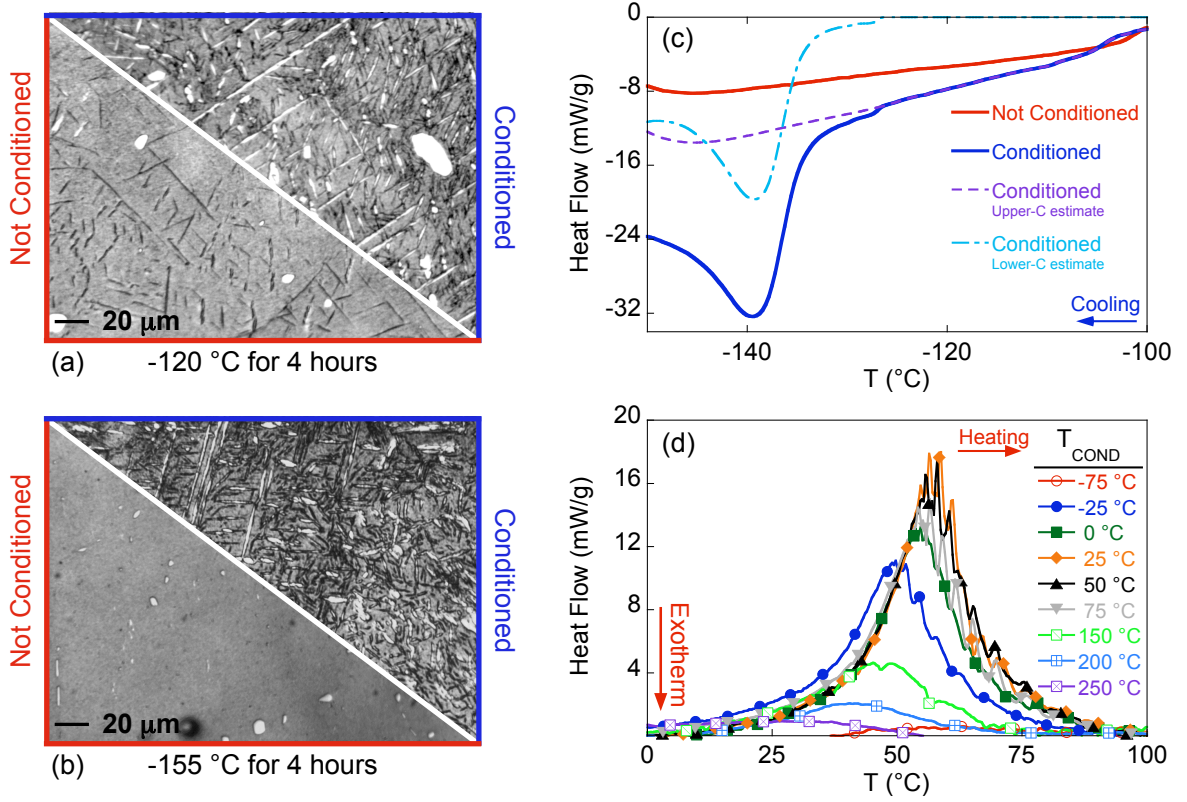 Not Conditioned
Conditioned
20 μm
(a) -120 °C for 4 hours
Not Conditioned
Conditioned
20 μm
(b) -155 °C for 4 hours
(c)
Heat Flow (mW/g)
0
-8
-16
-24
-32
Not Conditioned
Conditioned
Conditioned
Upper-C estimate
Conditioned
Lower-C estimate
Cooling
-140 -120 -100
T (°C)
(d)
Heat Flow (mW/g)
20
16
12
8
4
Exotherm
Heating
T_COND
-75 °C
-25 °C
0 °C
25 °C
50 °C
75 °C
150 °C
200 °C
250 °C
0 25 50 75 100
T (°C)